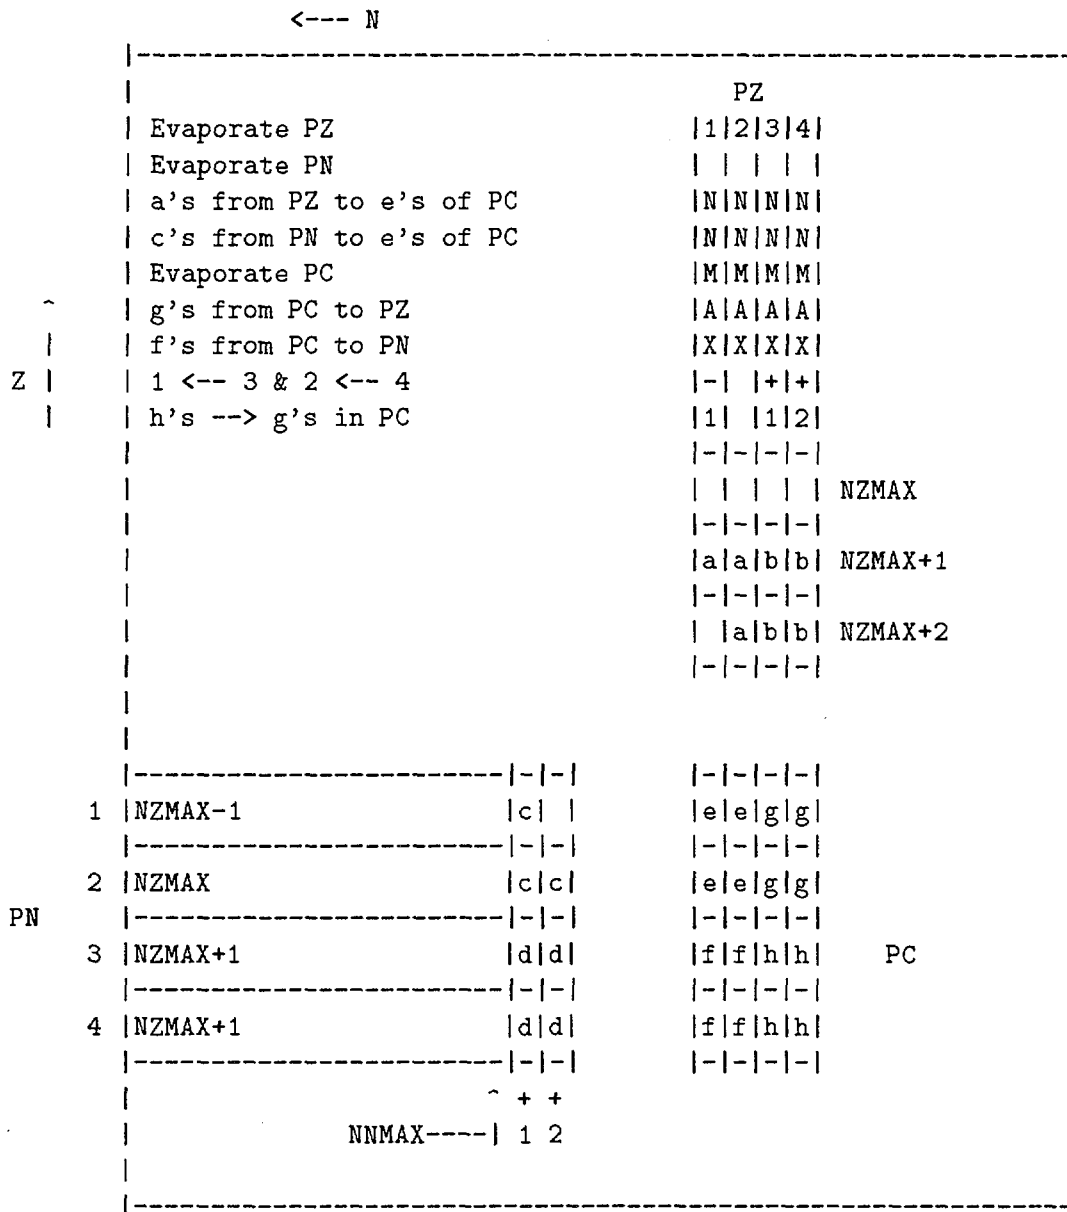 <--- N
|------------------------------------------------------------
| PZ
| Evaporate PZ |1|2|3|4|
| Evaporate PN | | | | |
| a's from PZ to e's of PC |N|N|N|N|
| c's from PN to e's of PC |N|N|N|N|
| Evaporate PC |M|M|M|M|
^ | g's from PC to PZ |A|A|A|A|
| | f's from PC to PN |X|X|X|X|
Z | | 1 <-- 3 & 2 <-- 4 |-| |+|+|
| | h's --> g's in PC |1| |1|2|
| |-|-|-|-|
| | | | | | NZMAX
| |-|-|-|-|
| |a|a|b|b| NZMAX+1
| |-|-|-|-|
| | |a|b|b| NZMAX+2
| |-|-|-|-|
|
|
|------------------------|-|-| |-|-|-|-|
1 |NZMAX-1 |c| | |e|e|g|g|
|------------------------|-|-| |-|-|-|-|
2 |NZMAX |c|c| |e|e|g|g|
PN |------------------------|-|-| |-|-|-|-|
3 |NZMAX+1 |d|d| |f|f|h|h| PC
|------------------------|-|-| |-|-|-|-|
4 |NZMAX+1 |d|d| |f|f|h|h|
|------------------------|-|-| |-|-|-|-|
| ^ + +
| NNMAX----| 1 2
|
|------------------------------------------------------------